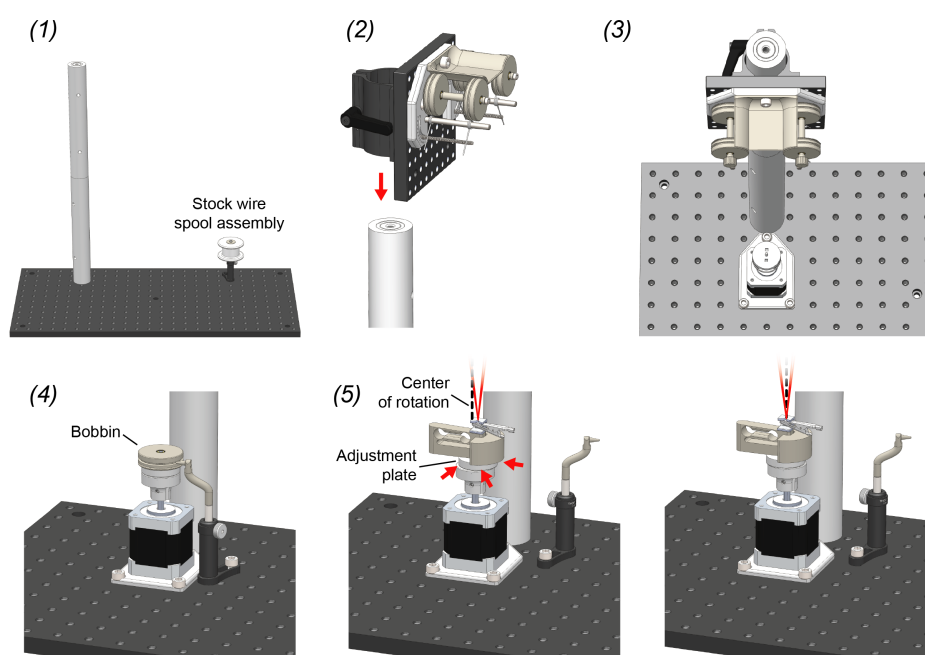 (1)
Stock wire
spool assembly
(2)
(3)
(4)
Bobbin
(5)
Center
of rotation
Adjustment
plate